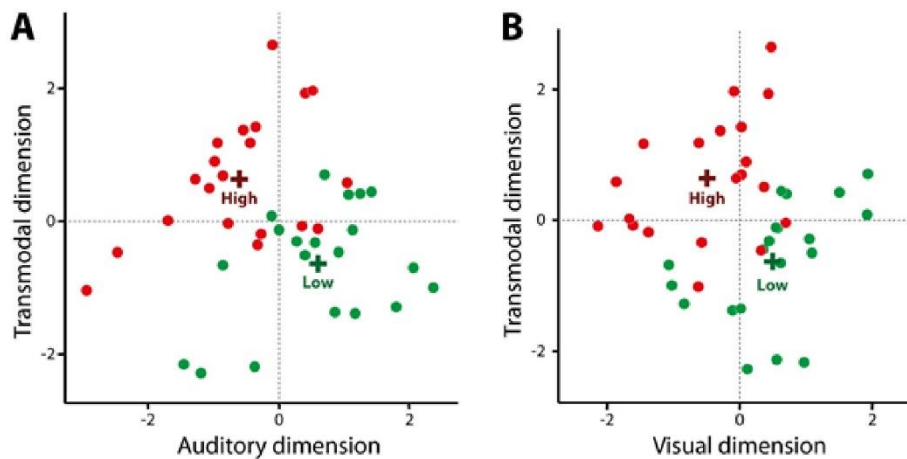 A
Transmodal dimension
2
0
-2
High
Low
-2
0
2
Auditory dimension
B
Transmodal dimension
2
0
-2
High
Low
-2
0
2
Visual dimension